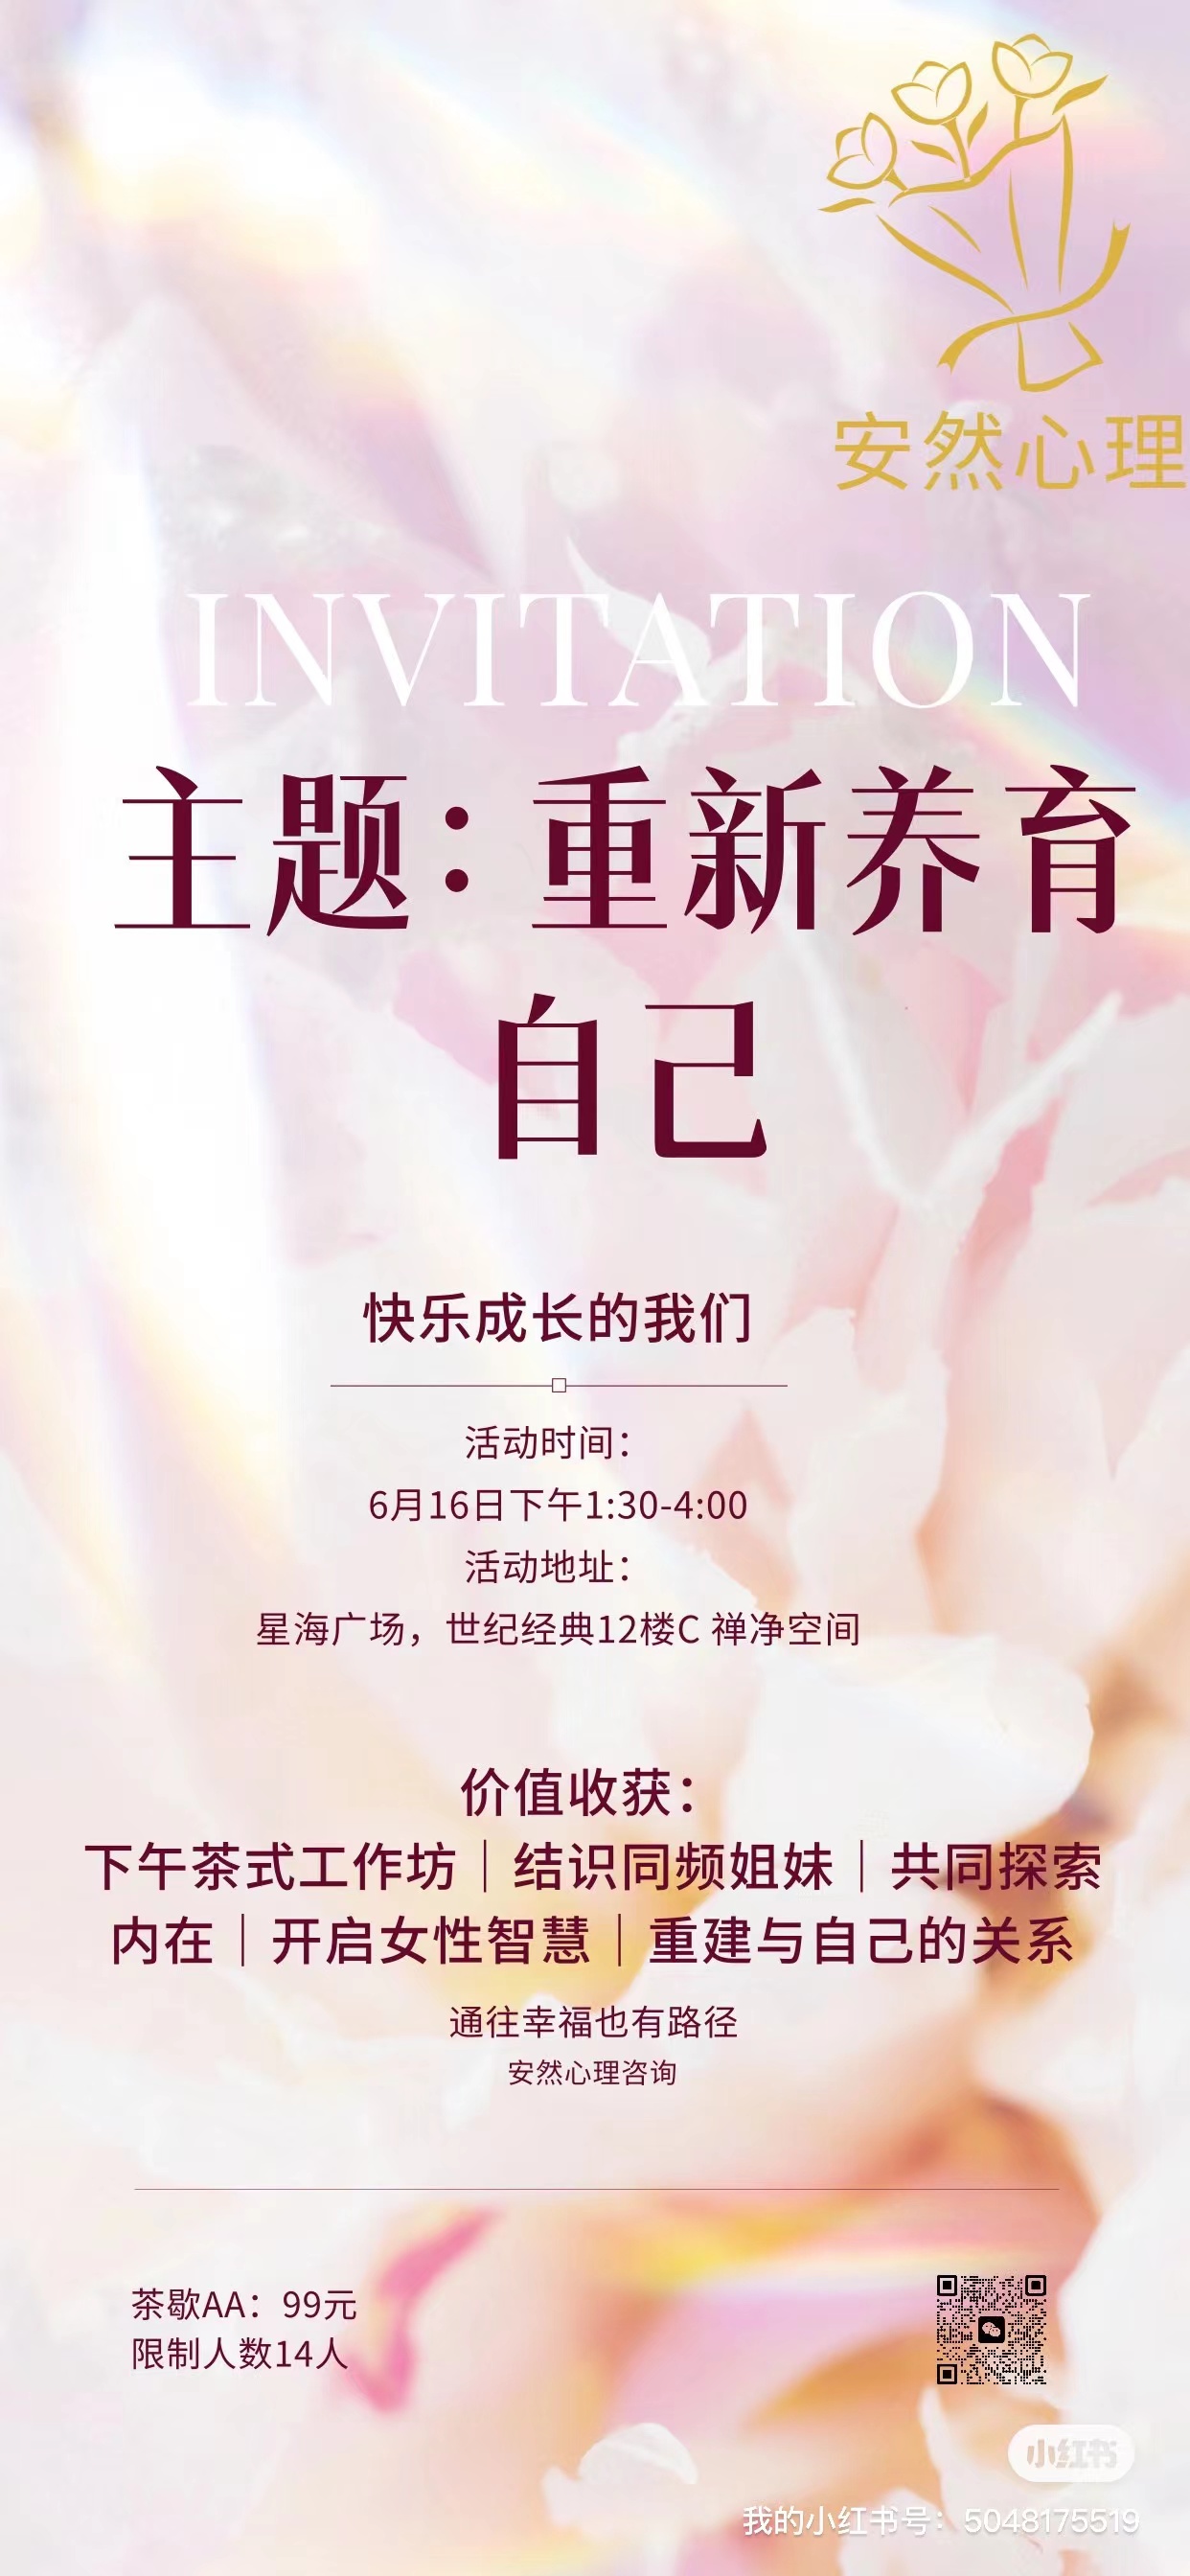 安然心理
INVITATION
主题：重新养育
自己
快乐成长的我们
活动时间：
6月16日下午1:30-4:00
活动地址：
星海广场，世纪经典12楼C 禅净空间
价值收获：
下午茶式工作坊｜结识同频姐妹｜共同探索
内在｜开启女性智慧｜重建与自己的关系
通往幸福也有路径
安然心理咨询
茶歇AA：99元
限制人数14人
小红书
我的小红书号：5048175519